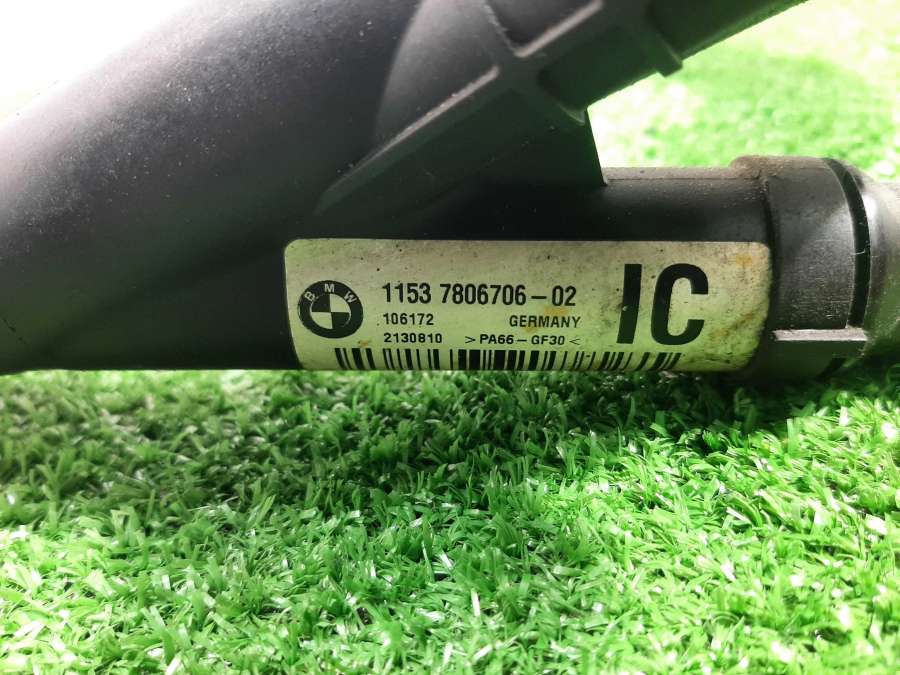 BMW
1153 7806706-02
106172 GERMANY
2130810 >PA66-GF30<
IC